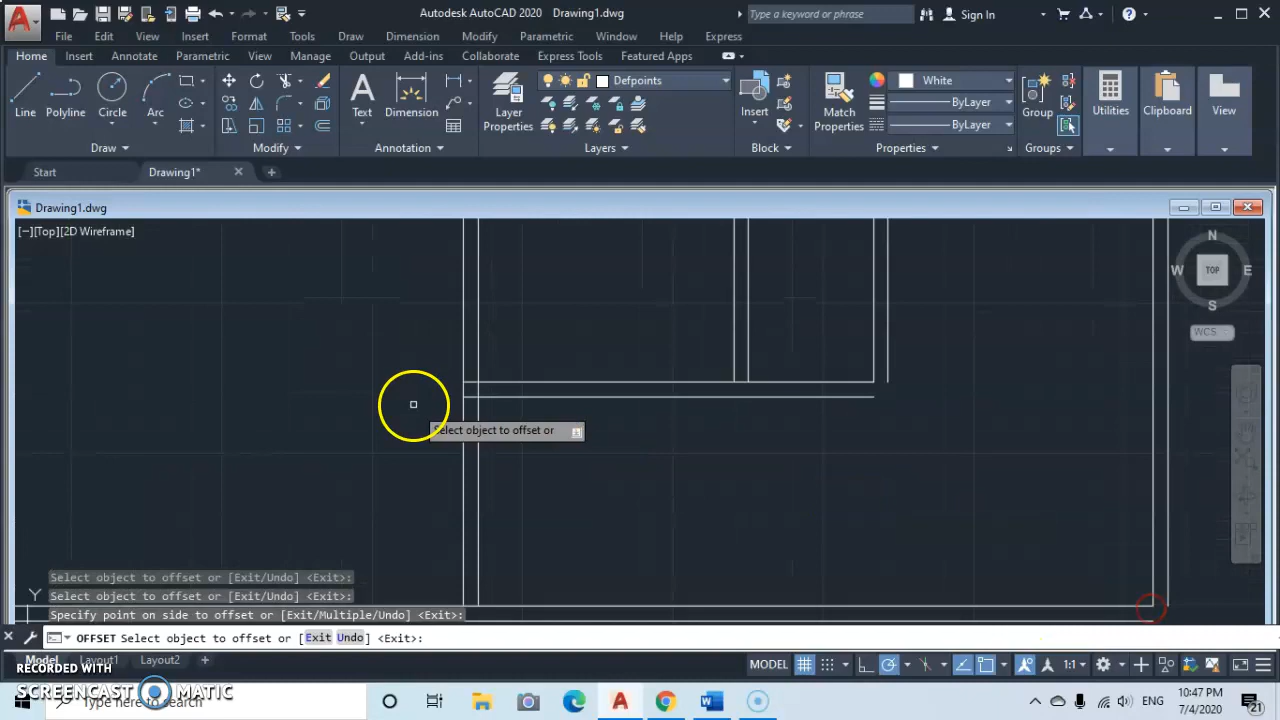 Autodesk AutoCAD 2020 Drawing1.dwg
Type a keyword or phrase
Sign In
File Edit View Insert Format Tools Draw Dimension Modify Parametric Window Help Express
Home Insert Annotate Parametric View Manage Output Add-ins Collaborate Express Tools Featured Apps
Defpoints
White
ByLayer
ByLayer
Line Polyline Circle Arc
Text Dimension
Layer
Properties
Insert
Match
Properties
Group
Utilities
Clipboard
View
Draw Modify Annotation Layers Block Properties Groups
Start
Drawing1*
Drawing1.dwg
[−][Top][2D Wireframe]
N
W
TOP
E
S
WCS
Select object to offset or
Select object to offset or [Exit/Undo] <Exit>:
Select object to offset or [Exit/Undo] <Exit>:
Specify point on side to offset or [Exit/Multiple/Undo] <Exit>:
Y
OFFSET Select object to offset or [Exit Undo] <Exit>:
Model Layout1 Layout2
MODEL
1:1
RECORDED WITH
SCREENCAST MATIC
Type here to search
ENG
10:47 PM
7/4/2020
21